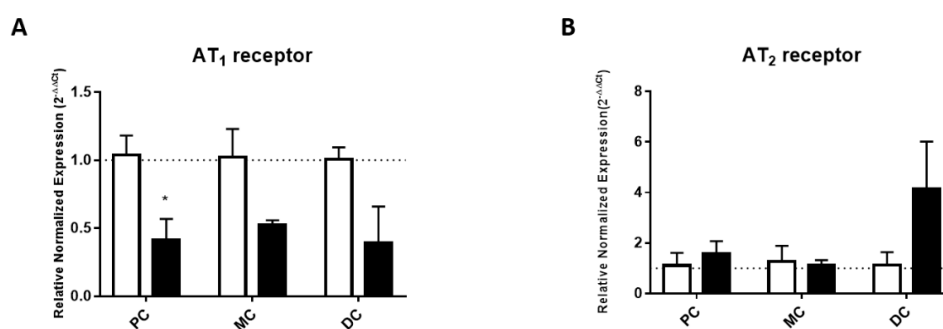 A
AT₁ receptor
Relative Normalized Expression (2^-ΔΔCt)
1.5
1.0
0.5
0.0
*
PC
MC
DC
B
AT₂ receptor
Relative Normalized Expression(2^-ΔΔCt)
8
6
4
2
0
PC
MC
DC